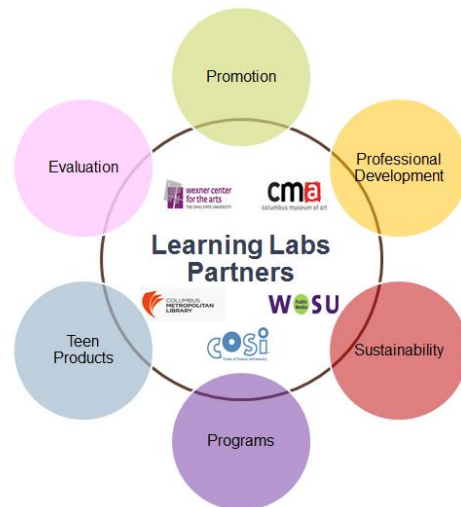 Promotion
Evaluation
Professional
Development
wexner center
for the arts
THE OHIO STATE UNIVERSITY
cma
columbus museum of art
Learning Labs
Partners
COLUMBUS
METROPOLITAN
LIBRARY
WOSU
Public
Media
Teen
Products
Sustainability
cosi
Center of Science and Industry
Programs